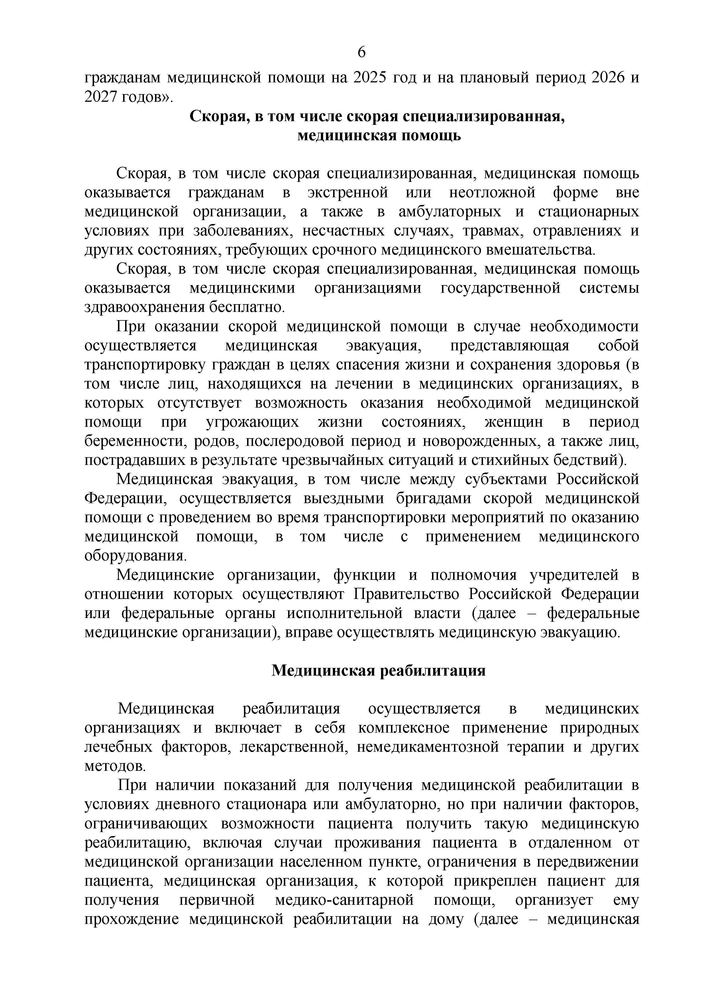 6
гражданам медицинской помощи на 2025 год и на плановый период 2026 и
2027 годов».
Скорая, в том числе скорая специализированная,
медицинская помощь
Скорая, в том числе скорая специализированная, медицинская помощь
оказывается гражданам в экстренной или неотложной форме вне
медицинской организации, а также в амбулаторных и стационарных
условиях при заболеваниях, несчастных случаях, травмах, отравлениях и
других состояниях, требующих срочного медицинского вмешательства.
Скорая, в том числе скорая специализированная, медицинская помощь
оказывается медицинскими организациями государственной системы
здравоохранения бесплатно.
При оказании скорой медицинской помощи в случае необходимости
осуществляется медицинская эвакуация, представляющая собой
транспортировку граждан в целях спасения жизни и сохранения здоровья (в
том числе лиц, находящихся на лечении в медицинских организациях, в
которых отсутствует возможность оказания необходимой медицинской
помощи при угрожающих жизни состояниях, женщин в период
беременности, родов, послеродовой период и новорожденных, а также лиц,
пострадавших в результате чрезвычайных ситуаций и стихийных бедствий).
Медицинская эвакуация, в том числе между субъектами Российской
Федерации, осуществляется выездными бригадами скорой медицинской
помощи с проведением во время транспортировки мероприятий по оказанию
медицинской помощи, в том числе с применением медицинского
оборудования.
Медицинские организации, функции и полномочия учредителей в
отношении которых осуществляют Правительство Российской Федерации
или федеральные органы исполнительной власти (далее – федеральные
медицинские организации), вправе осуществлять медицинскую эвакуацию.
Медицинская реабилитация
Медицинская реабилитация осуществляется в медицинских
организациях и включает в себя комплексное применение природных
лечебных факторов, лекарственной, немедикаментозной терапии и других
методов.
При наличии показаний для получения медицинской реабилитации в
условиях дневного стационара или амбулаторно, но при наличии факторов,
ограничивающих возможности пациента получить такую медицинскую
реабилитацию, включая случаи проживания пациента в отдаленном от
медицинской организации населенном пункте, ограничения в передвижении
пациента, медицинская организация, к которой прикреплен пациент для
получения первичной медико-санитарной помощи, организует ему
прохождение медицинской реабилитации на дому (далее – медицинская